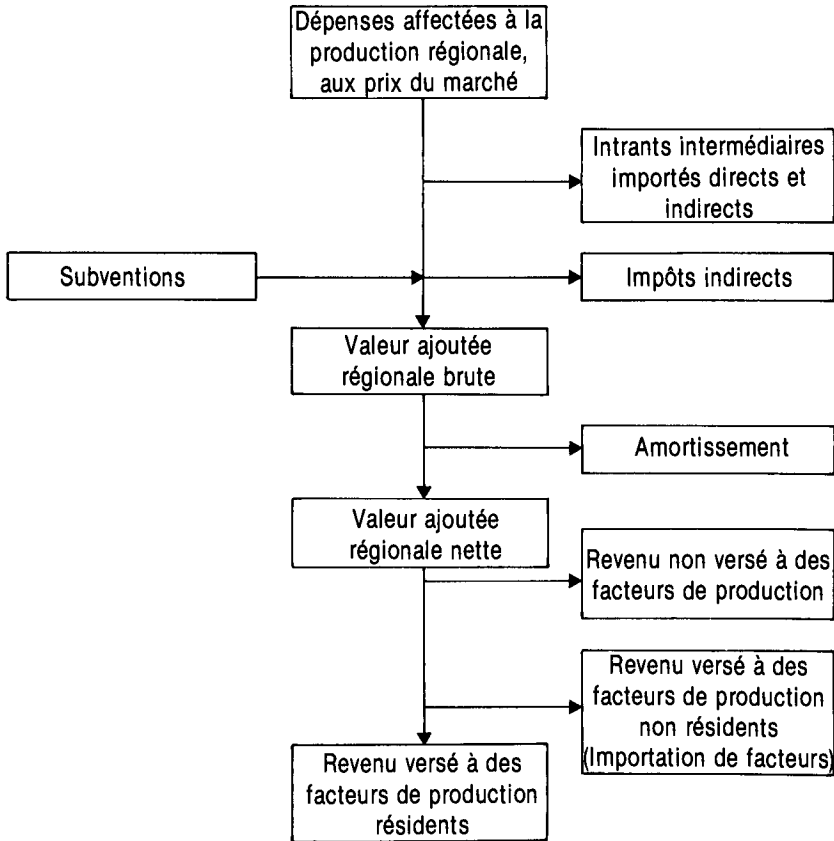 Dépenses affectées à la
production régionale,
aux prix du marché
Intrants intermédiaires
importés directs et
indirects
Subventions
Impôts indirects
Valeur ajoutée
régionale brute
Amortissement
Valeur ajoutée
régionale nette
Revenu non versé à des
facteurs de production
Revenu versé à des
facteurs de production
non résidents
(Importation de facteurs)
Revenu versé à des
facteurs de production
résidents